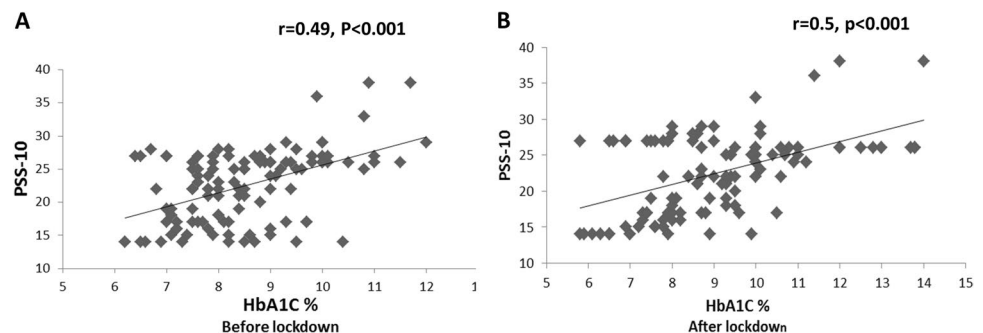 A
r=0.49, P<0.001
40
35
30
25
20
15
10
PSS-10
5 6 7 8 9 10 11 12 1
HbA1C %
Before lockdown
B
r=0.5, p<0.001
40
35
30
25
20
15
10
PSS-10
5 6 7 8 9 10 11 12 13 14 15
HbA1C %
After lockdown